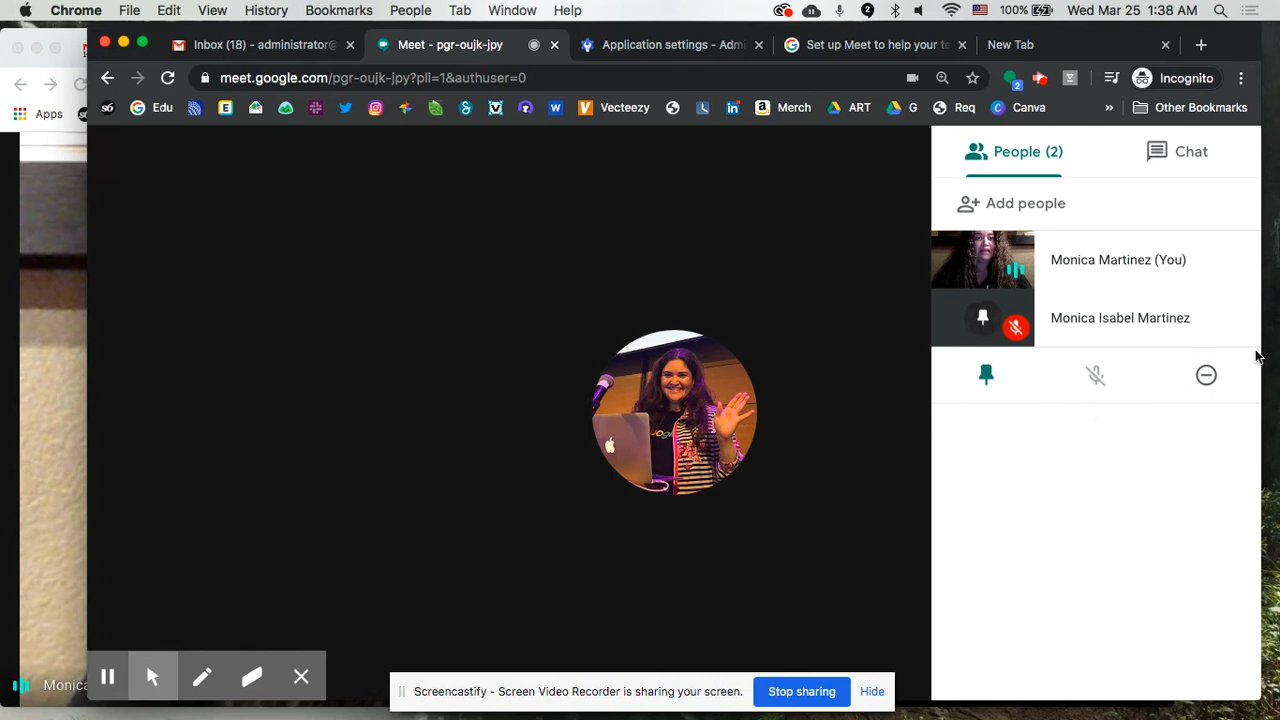 Chrome File Edit View History Bookmarks People Tab Window Help 2 100% Wed Mar 25 1:38 AM
Inbox (18) - administrator@ Meet - pgr-oujk-jpy Application settings - Admi Set up Meet to help your te New Tab
meet.google.com/pgr-oujk-jpy?pli=1&authuser=0 2 Incognito
Apps
Edu Vecteezy Merch ART G Req Canva » Other Bookmarks
People (2) Chat
Add people
Monica Martinez (You)
Monica Isabel Martinez
Monica
Screencastify - Screen Video Recorder is sharing your screen. Stop sharing Hide